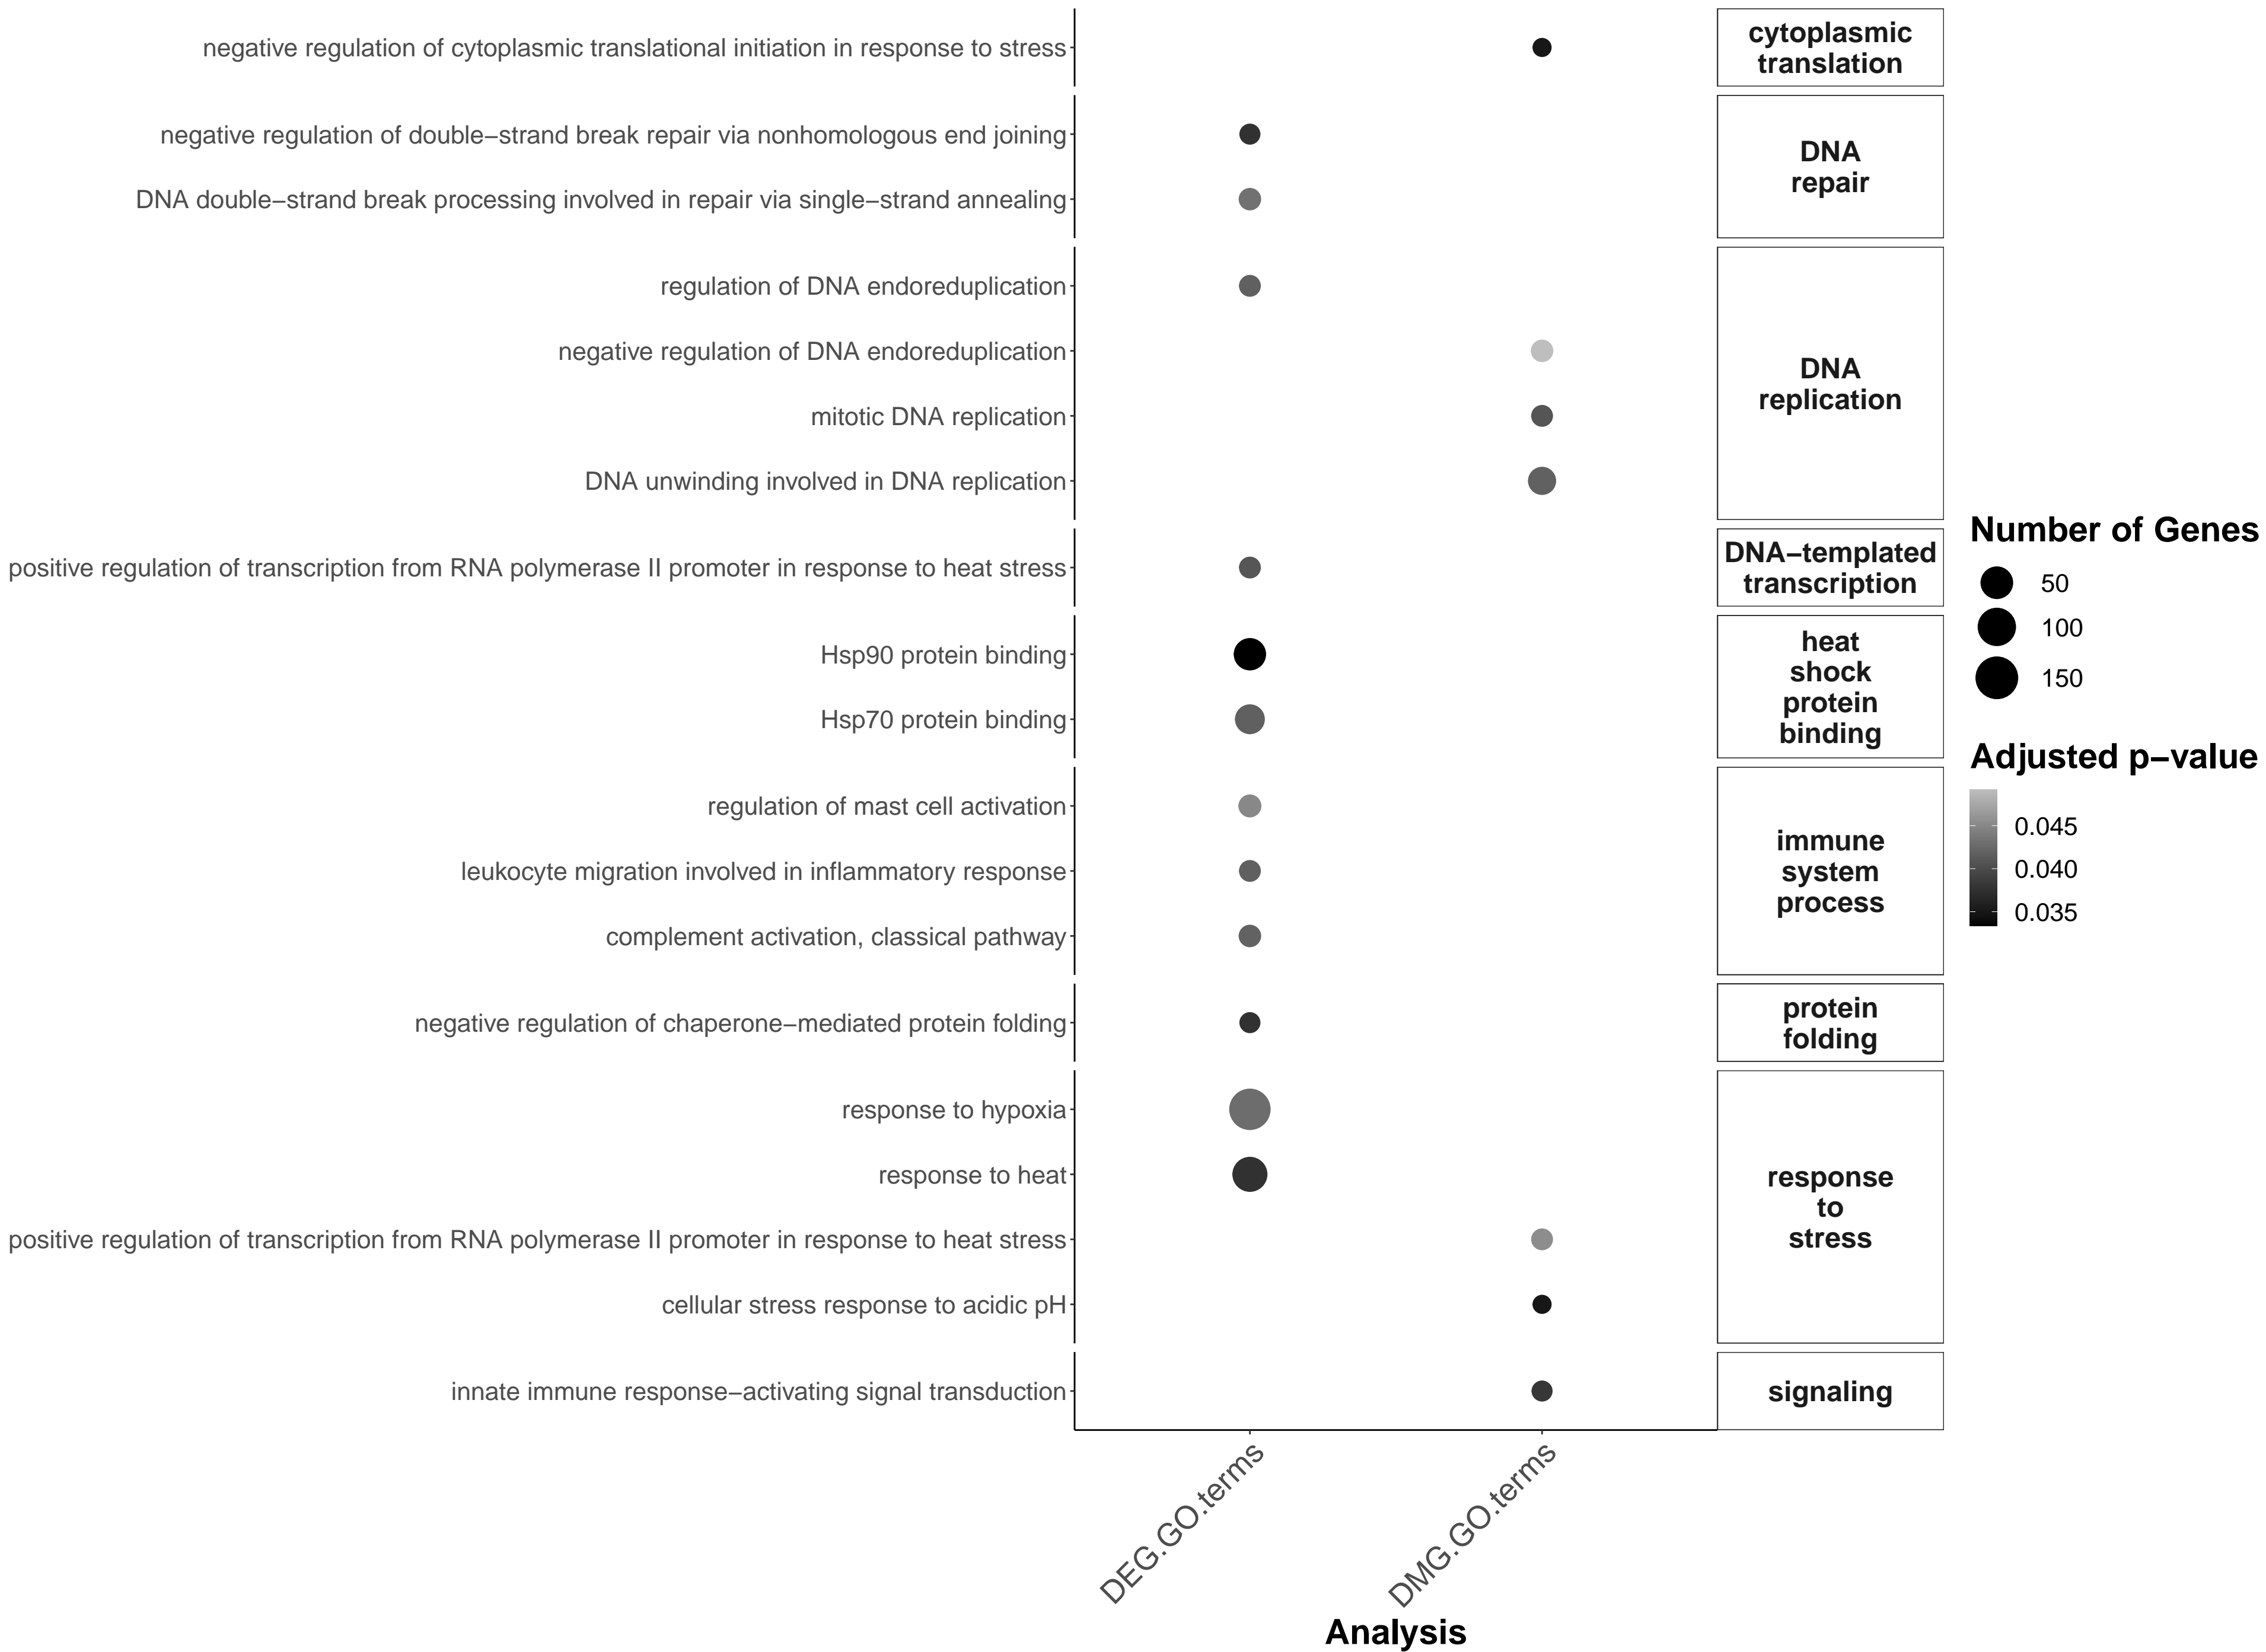 negative regulation of cytoplasmic translational initiation in response to stress
cytoplasmic
translation
negative regulation of double−strand break repair via nonhomologous end joining
DNA double−strand break processing involved in repair via single−strand annealing
DNA
repair
regulation of DNA endoreduplication
negative regulation of DNA endoreduplication
mitotic DNA replication
DNA unwinding involved in DNA replication
DNA
replication
positive regulation of transcription from RNA polymerase II promoter in response to heat stress
DNA−templated
transcription
Hsp90 protein binding
Hsp70 protein binding
heat
shock
protein
binding
regulation of mast cell activation
leukocyte migration involved in inflammatory response
complement activation, classical pathway
immune
system
process
negative regulation of chaperone−mediated protein folding
protein
folding
response to hypoxia
response to heat
positive regulation of transcription from RNA polymerase II promoter in response to heat stress
cellular stress response to acidic pH
response
to
stress
innate immune response−activating signal transduction
signaling
DEG.GO.terms
DMG.GO.terms
Analysis
Number of Genes
50
100
150
Adjusted p−value
0.045
0.040
0.035